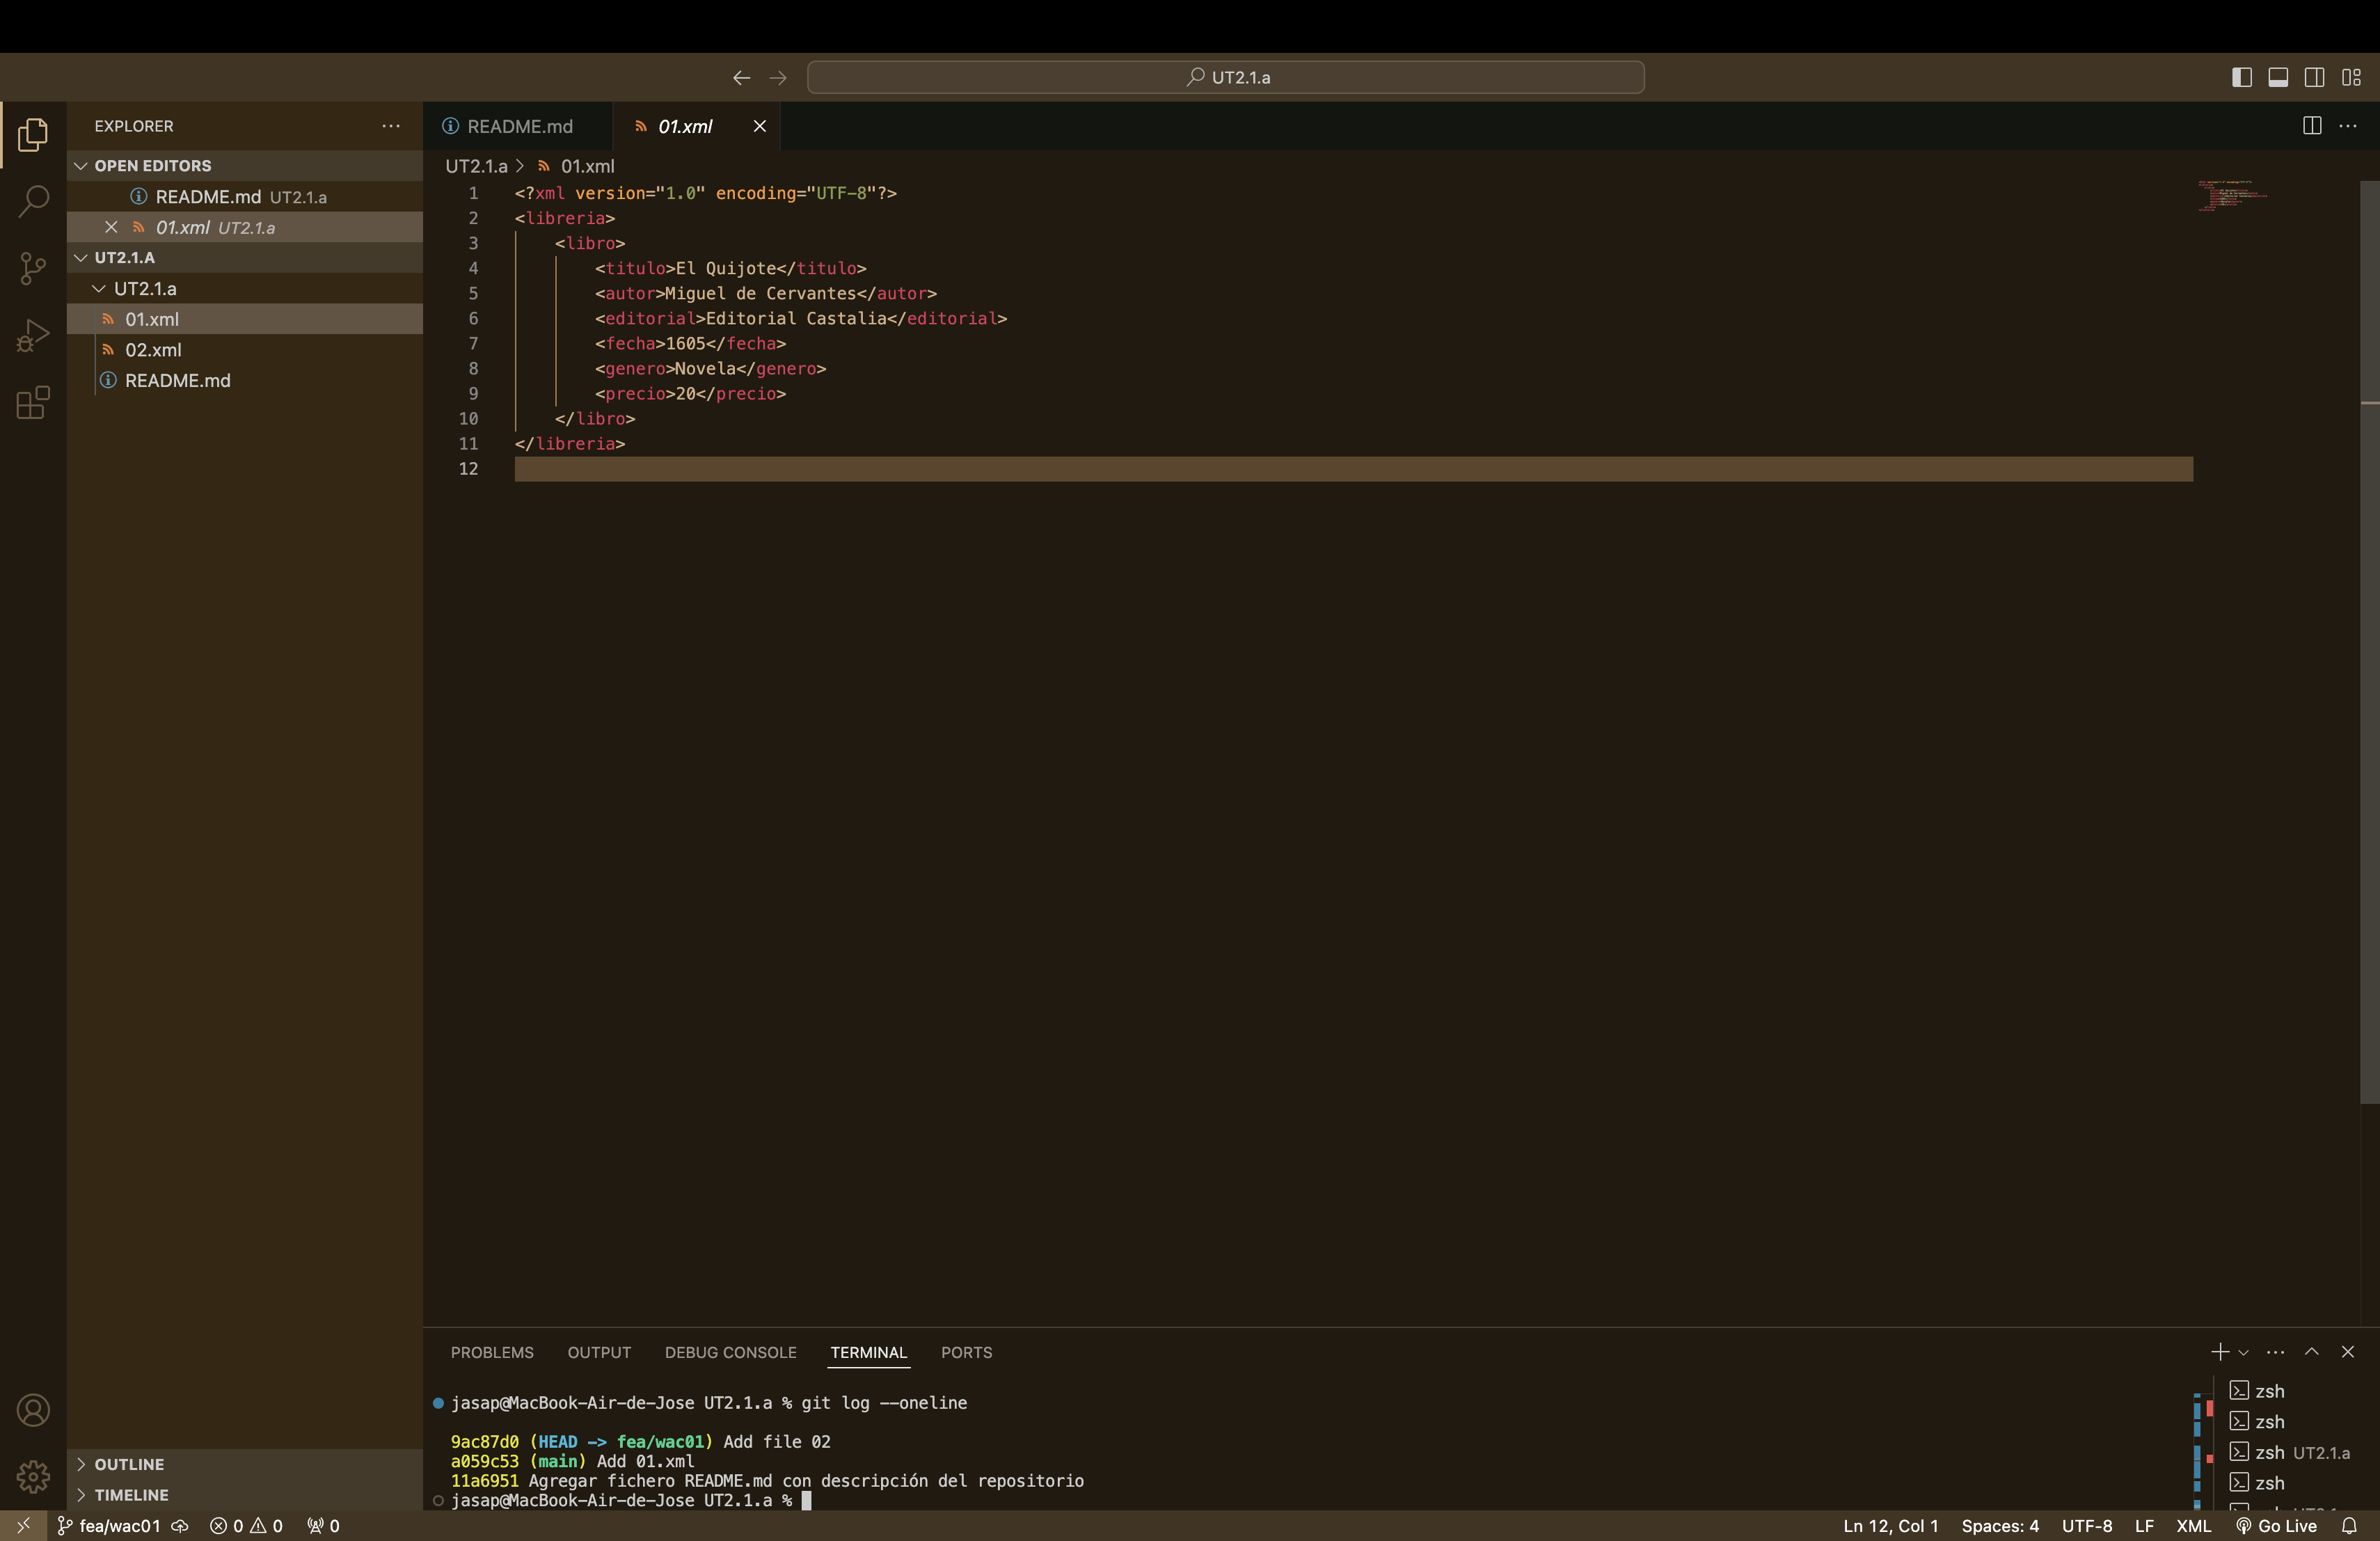 UT2.1.a
EXPLORER
OPEN EDITORS
README.md UT2.1.a
01.xml UT2.1.a
UT2.1.A
UT2.1.a
01.xml
02.xml
README.md
OUTLINE
TIMELINE
README.md
01.xml
UT2.1.a > 01.xml
1 <?xml version="1.0" encoding="UTF-8"?>
2 <libreria>
3     <libro>
4         <titulo>El Quijote</titulo>
5         <autor>Miguel de Cervantes</autor>
6         <editorial>Editorial Castalia</editorial>
7         <fecha>1605</fecha>
8         <genero>Novela</genero>
9         <precio>20</precio>
10     </libro>
11 </libreria>
12
PROBLEMS OUTPUT DEBUG CONSOLE TERMINAL PORTS
jasap@MacBook-Air-de-Jose UT2.1.a % git log --oneline
9ac87d0 (HEAD -> fea/wac01) Add file 02
a059c53 (main) Add 01.xml
11a6951 Agregar fichero README.md con descripción del repositorio
jasap@MacBook-Air-de-Jose UT2.1.a %
zsh
zsh
zsh UT2.1.a
zsh
fea/wac01 0 0 0 Ln 12, Col 1 Spaces: 4 UTF-8 LF XML Go Live